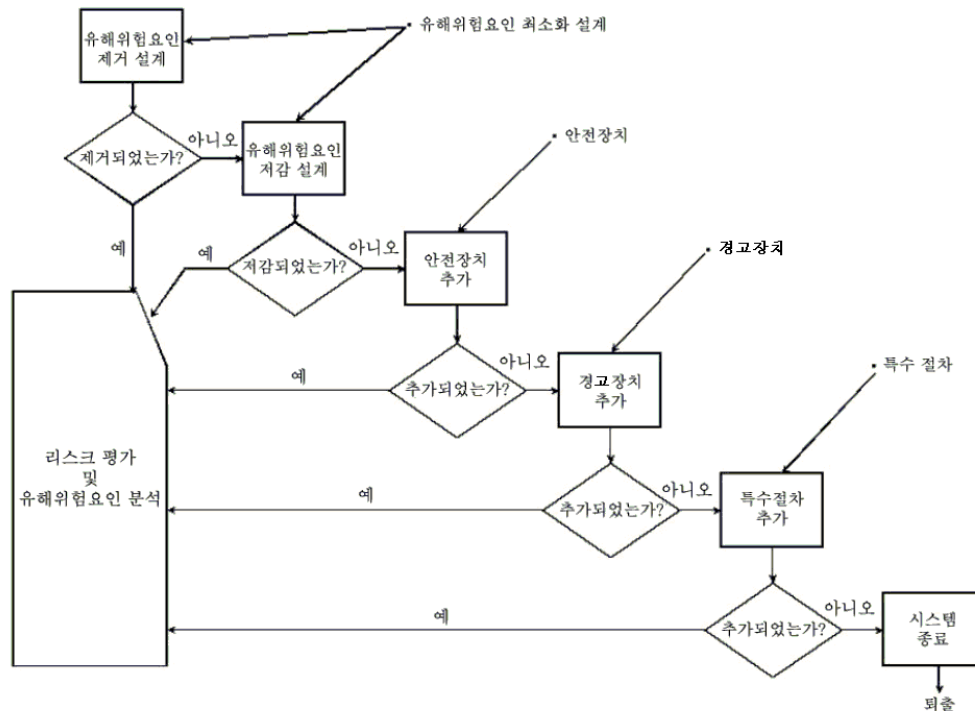 유해위험요인
제거 설계
• 유해위험요인 최소화 설계
제거되었는가?
아니오
유해위험요인
저감 설계
• 안전장치
예
예
저감되었는가?
아니오
안전장치
추가
• 경고장치
예
추가되었는가?
아니오
경고장치
추가
• 특수 절차
리스크 평가
및
유해위험요인 분석
예
추가되었는가?
아니오
특수절차
추가
예
추가되었는가?
아니오
시스템
종료
퇴출